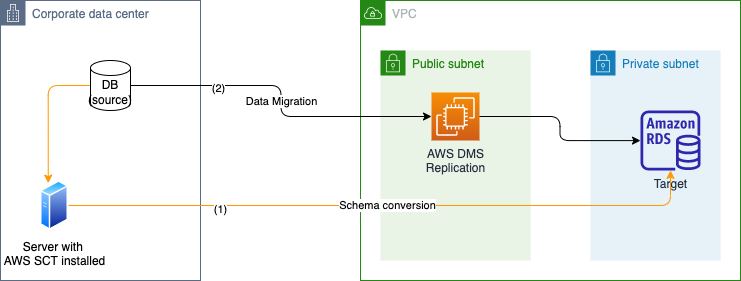 Corporate data center
VPC
Public subnet
Private subnet
DB
(source)
(2)
Data Migration
Amazon
RDS
AWS DMS
Replication
Target
(1)
Schema conversion
Server with
AWS SCT installed